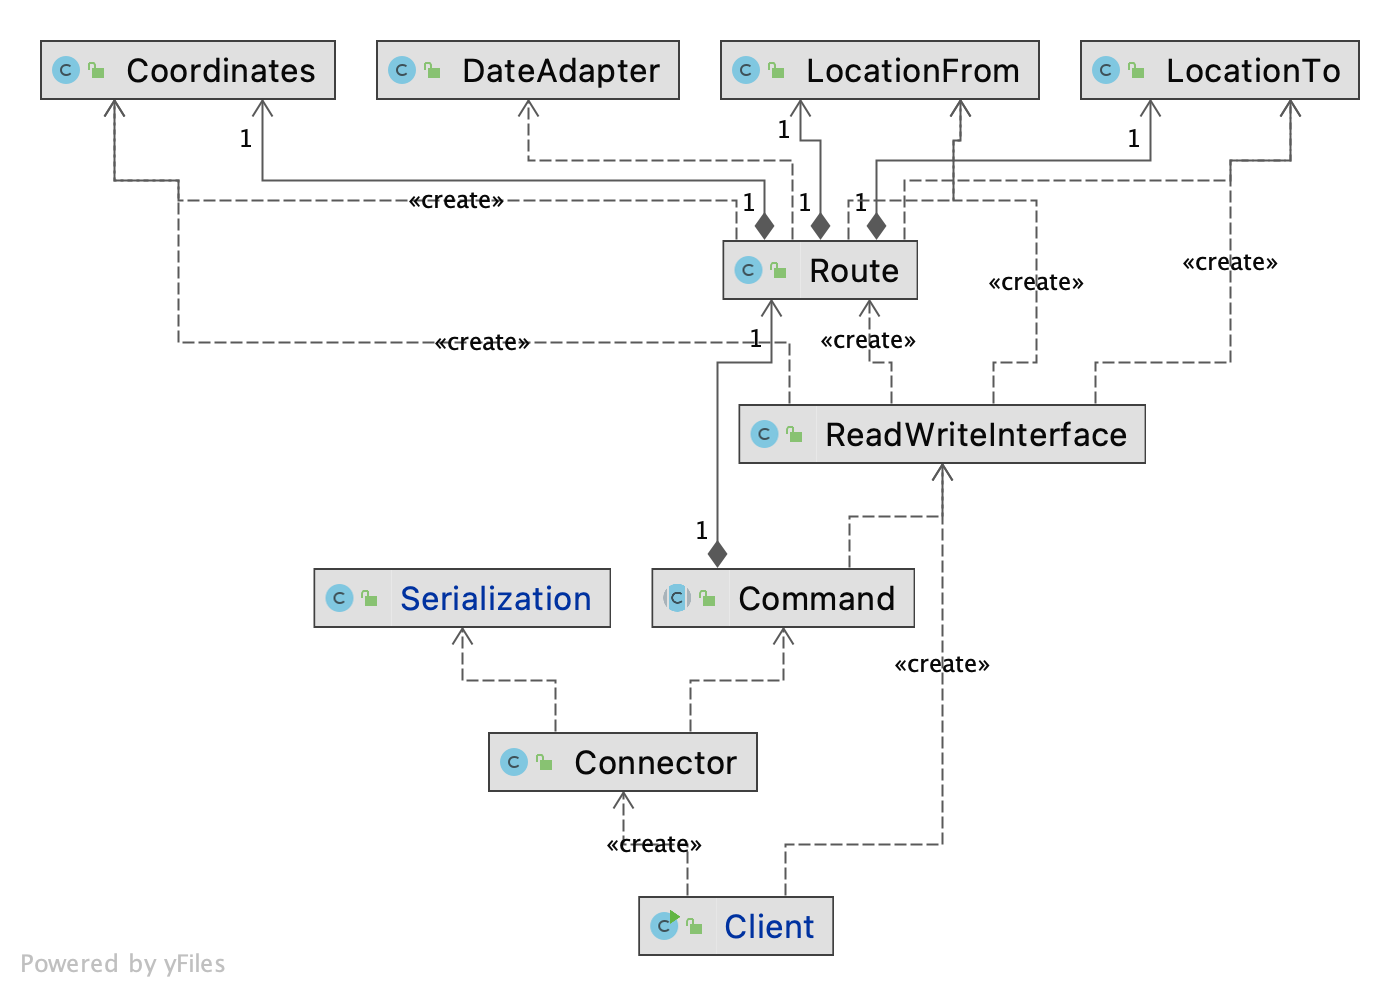 C Coordinates
C DateAdapter
C LocationFrom
C LocationTo
1
1
1
«create»
1
1
1
C Route
«create»
«create»
1
«create»
«create»
C ReadWriteInterface
1
C Serialization
C Command
«create»
C Connector
«create»
C Client
Powered by yFiles